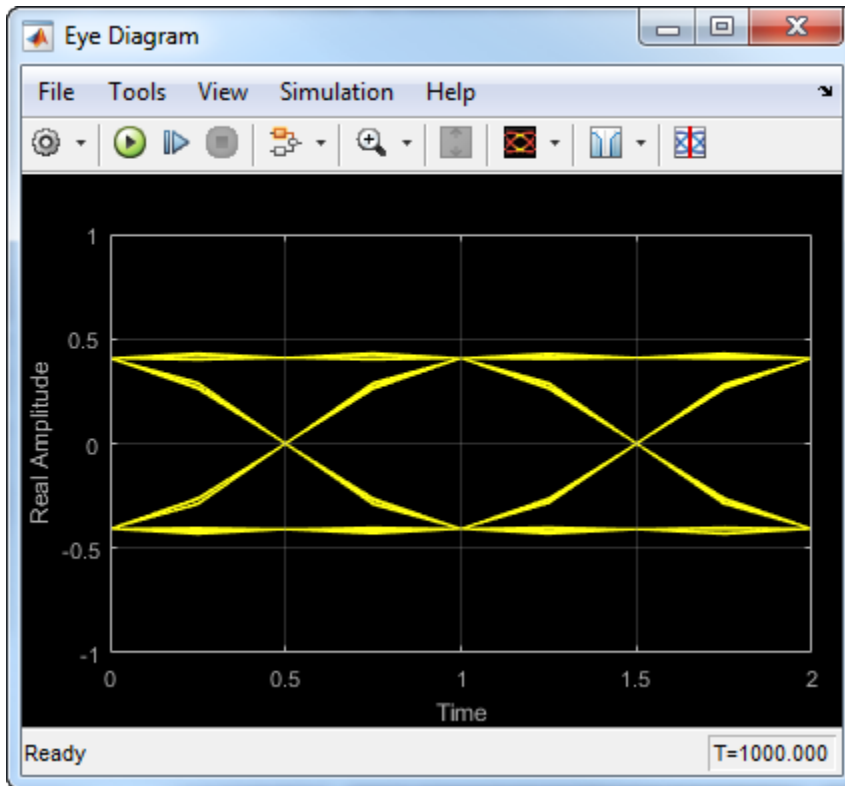 Eye Diagram
File Tools View Simulation Help
1
0.5
0
-0.5
-1
Real Amplitude
0 0.5 1 1.5 2
Time
Ready T=1000.000